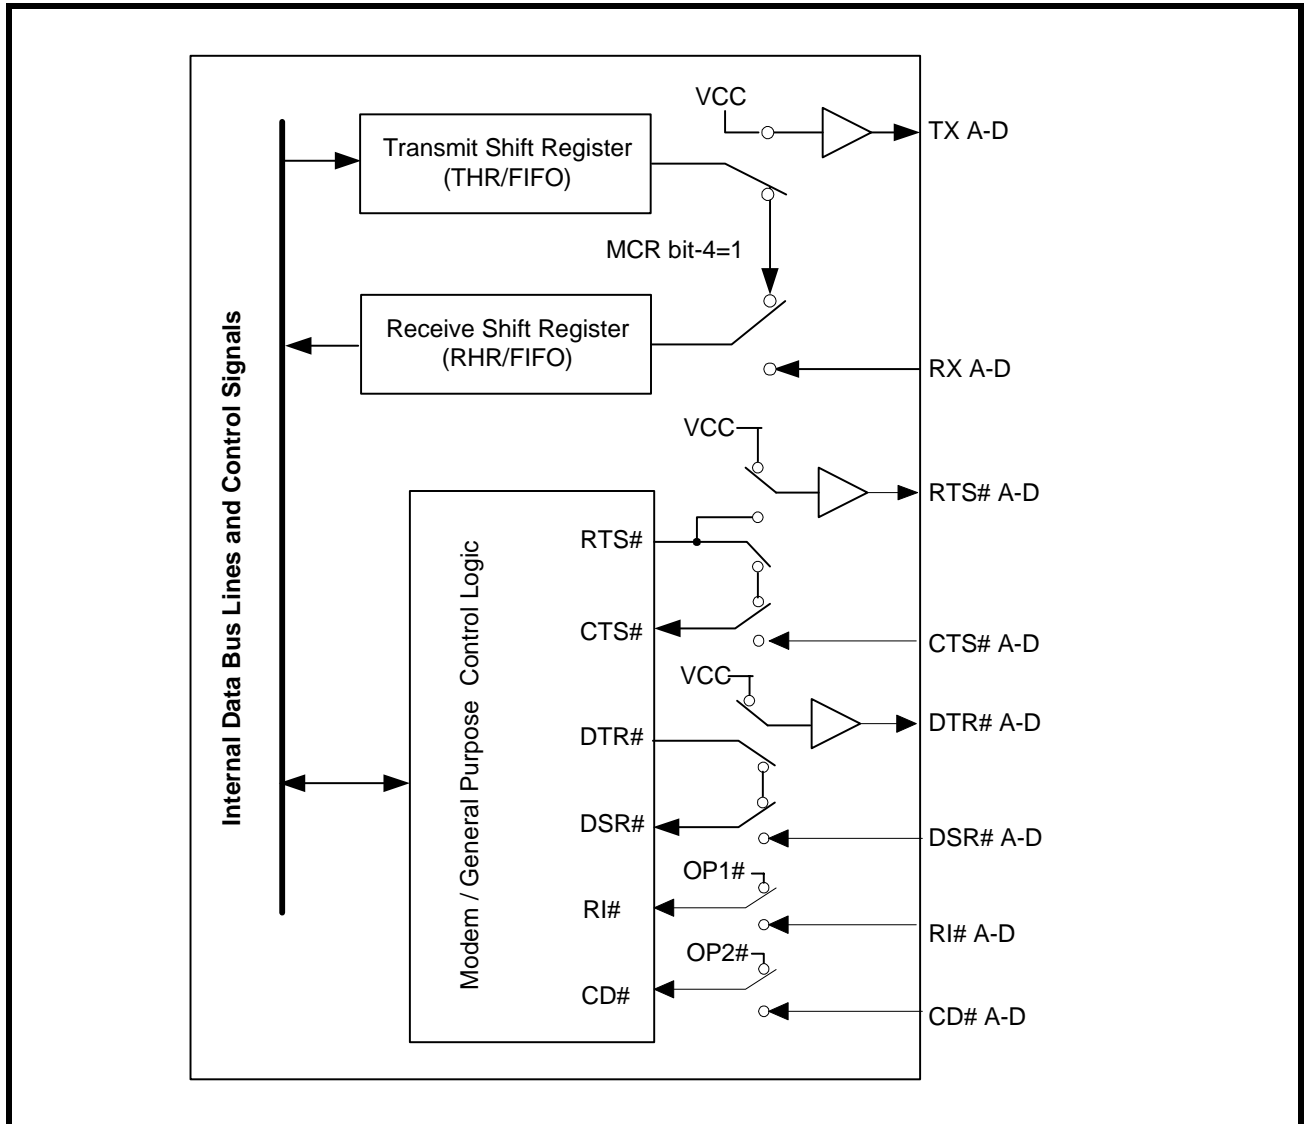 VCC
TX A-D
Transmit Shift Register
(THR/FIFO)
MCR bit-4=1
Receive Shift Register
(RHR/FIFO)
RX A-D
Internal Data Bus Lines and Control Signals
VCC
RTS# A-D
Modem / General Purpose Control Logic
RTS#
CTS#
CTS# A-D
VCC
DTR# A-D
DTR#
DSR#
DSR# A-D
OP1#
RI#
RI# A-D
OP2#
CD#
CD# A-D